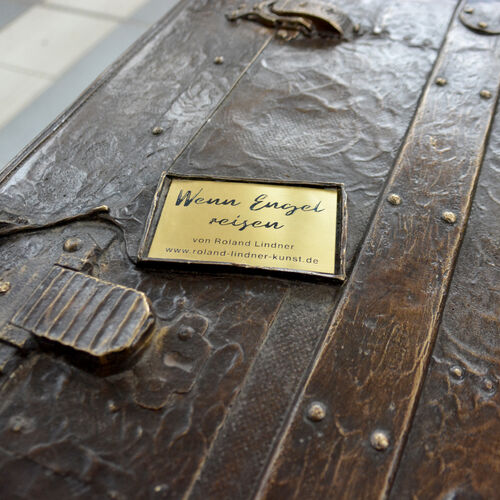 Wenn Engel
reisen
von Roland Lindner
www.roland-lindner-kunst.de